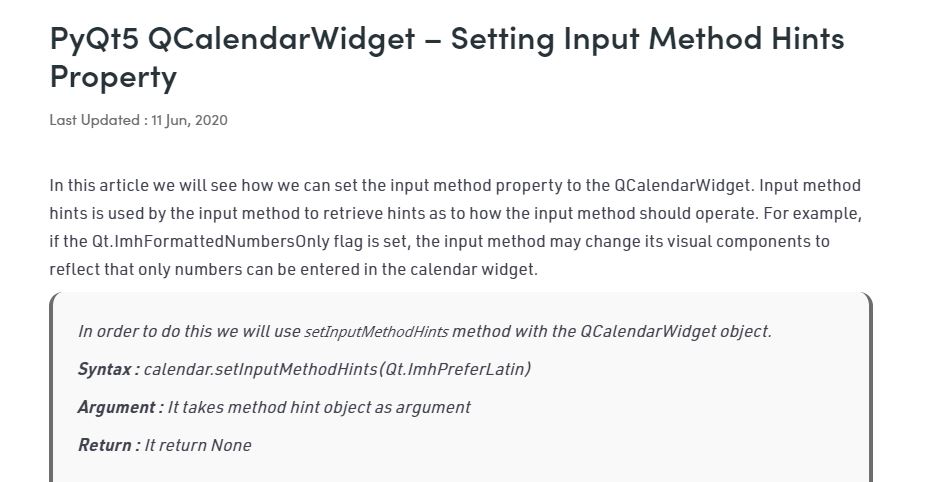 PyQt5 QCalendarWidget – Setting Input Method Hints
Property
Last Updated : 11 Jun, 2020
In this article we will see how we can set the input method property to the QCalendarWidget. Input method
hints is used by the input method to retrieve hints as to how the input method should operate. For example,
if the Qt.ImhFormattedNumbersOnly flag is set, the input method may change its visual components to
reflect that only numbers can be entered in the calendar widget.
In order to do this we will use setInputMethodHints method with the QCalendarWidget object.
Syntax : calendar.setInputMethodHints(Qt.ImhPreferLatin)
Argument : It takes method hint object as argument
Return : It return None